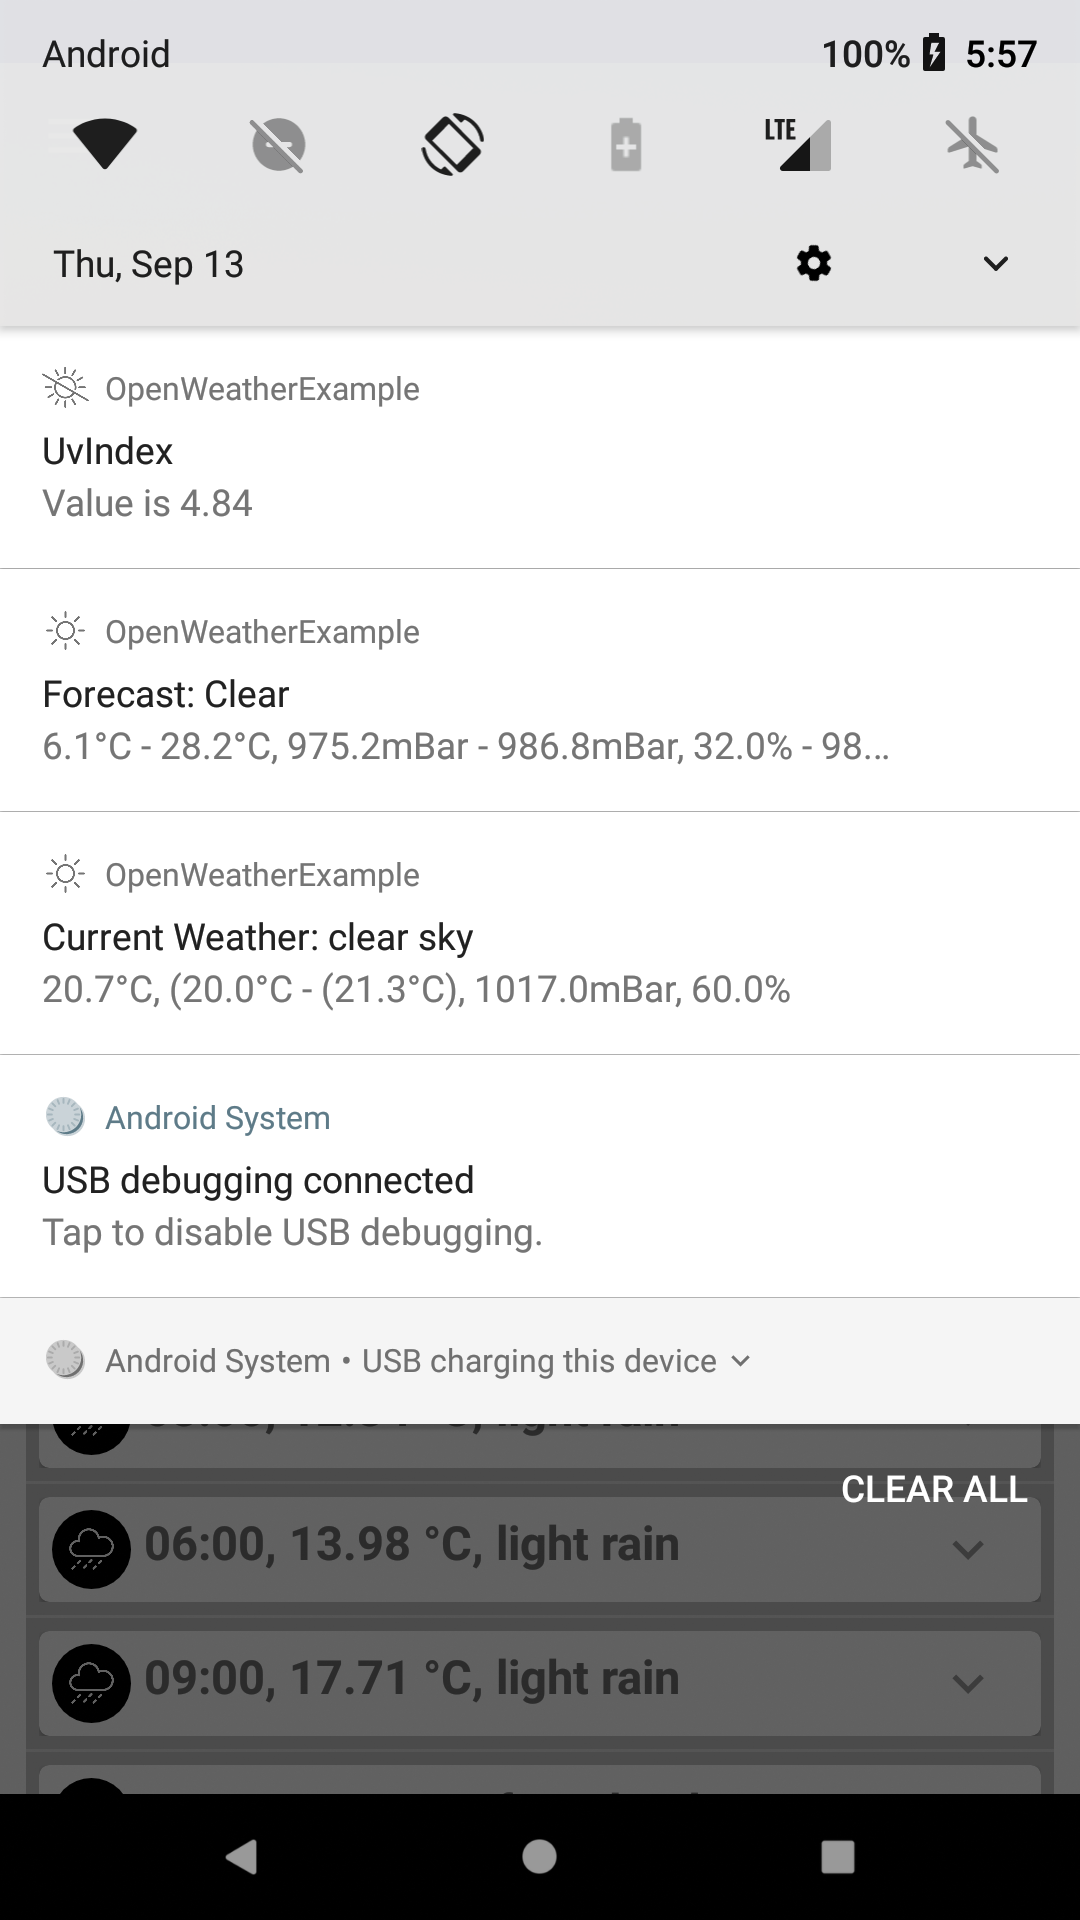 Android 100% 5:57
LTE
Thu, Sep 13
OpenWeatherExample
UvIndex
Value is 4.84
OpenWeatherExample
Forecast: Clear
6.1°C - 28.2°C, 975.2mBar - 986.8mBar, 32.0% - 98...
OpenWeatherExample
Current Weather: clear sky
20.7°C, (20.0°C - (21.3°C), 1017.0mBar, 60.0%
Android System
USB debugging connected
Tap to disable USB debugging.
Android System • USB charging this device
CLEAR ALL
06:00, 13.98 °C, light rain
09:00, 17.71 °C, light rain